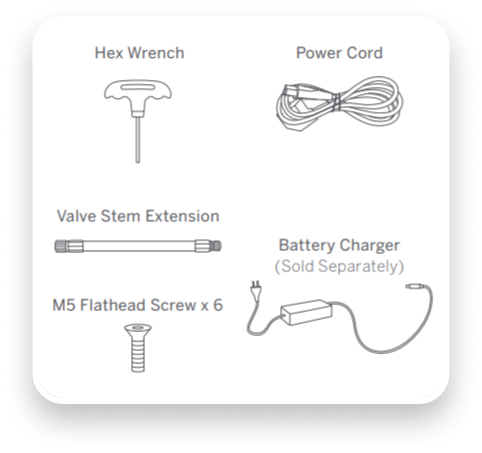 Hex Wrench
Power Cord
Valve Stem Extension
Battery Charger
(Sold Separately)
M5 Flathead Screw x 6